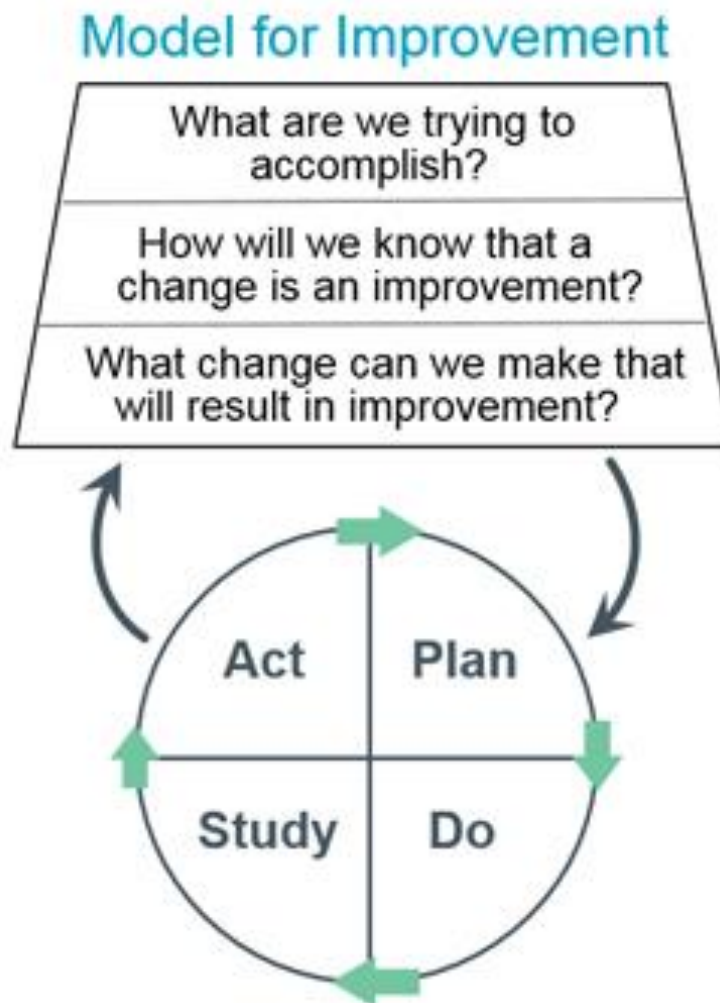 Model for Improvement
What are we trying to
accomplish?
How will we know that a
change is an improvement?
What change can we make that
will result in improvement?
Act
Plan
Study
Do